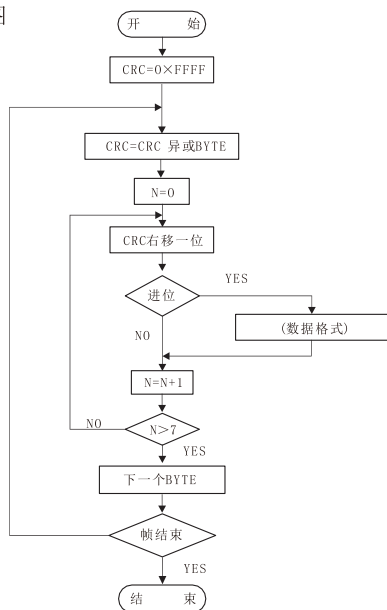 图
开 始
CRC=0×FFFF
CRC=CRC 异或BYTE
N=0
CRC右移一位
进位
YES
(数据格式)
NO
N=N+1
NO
N>7
YES
下一个BYTE
帧结束
YES
结 束